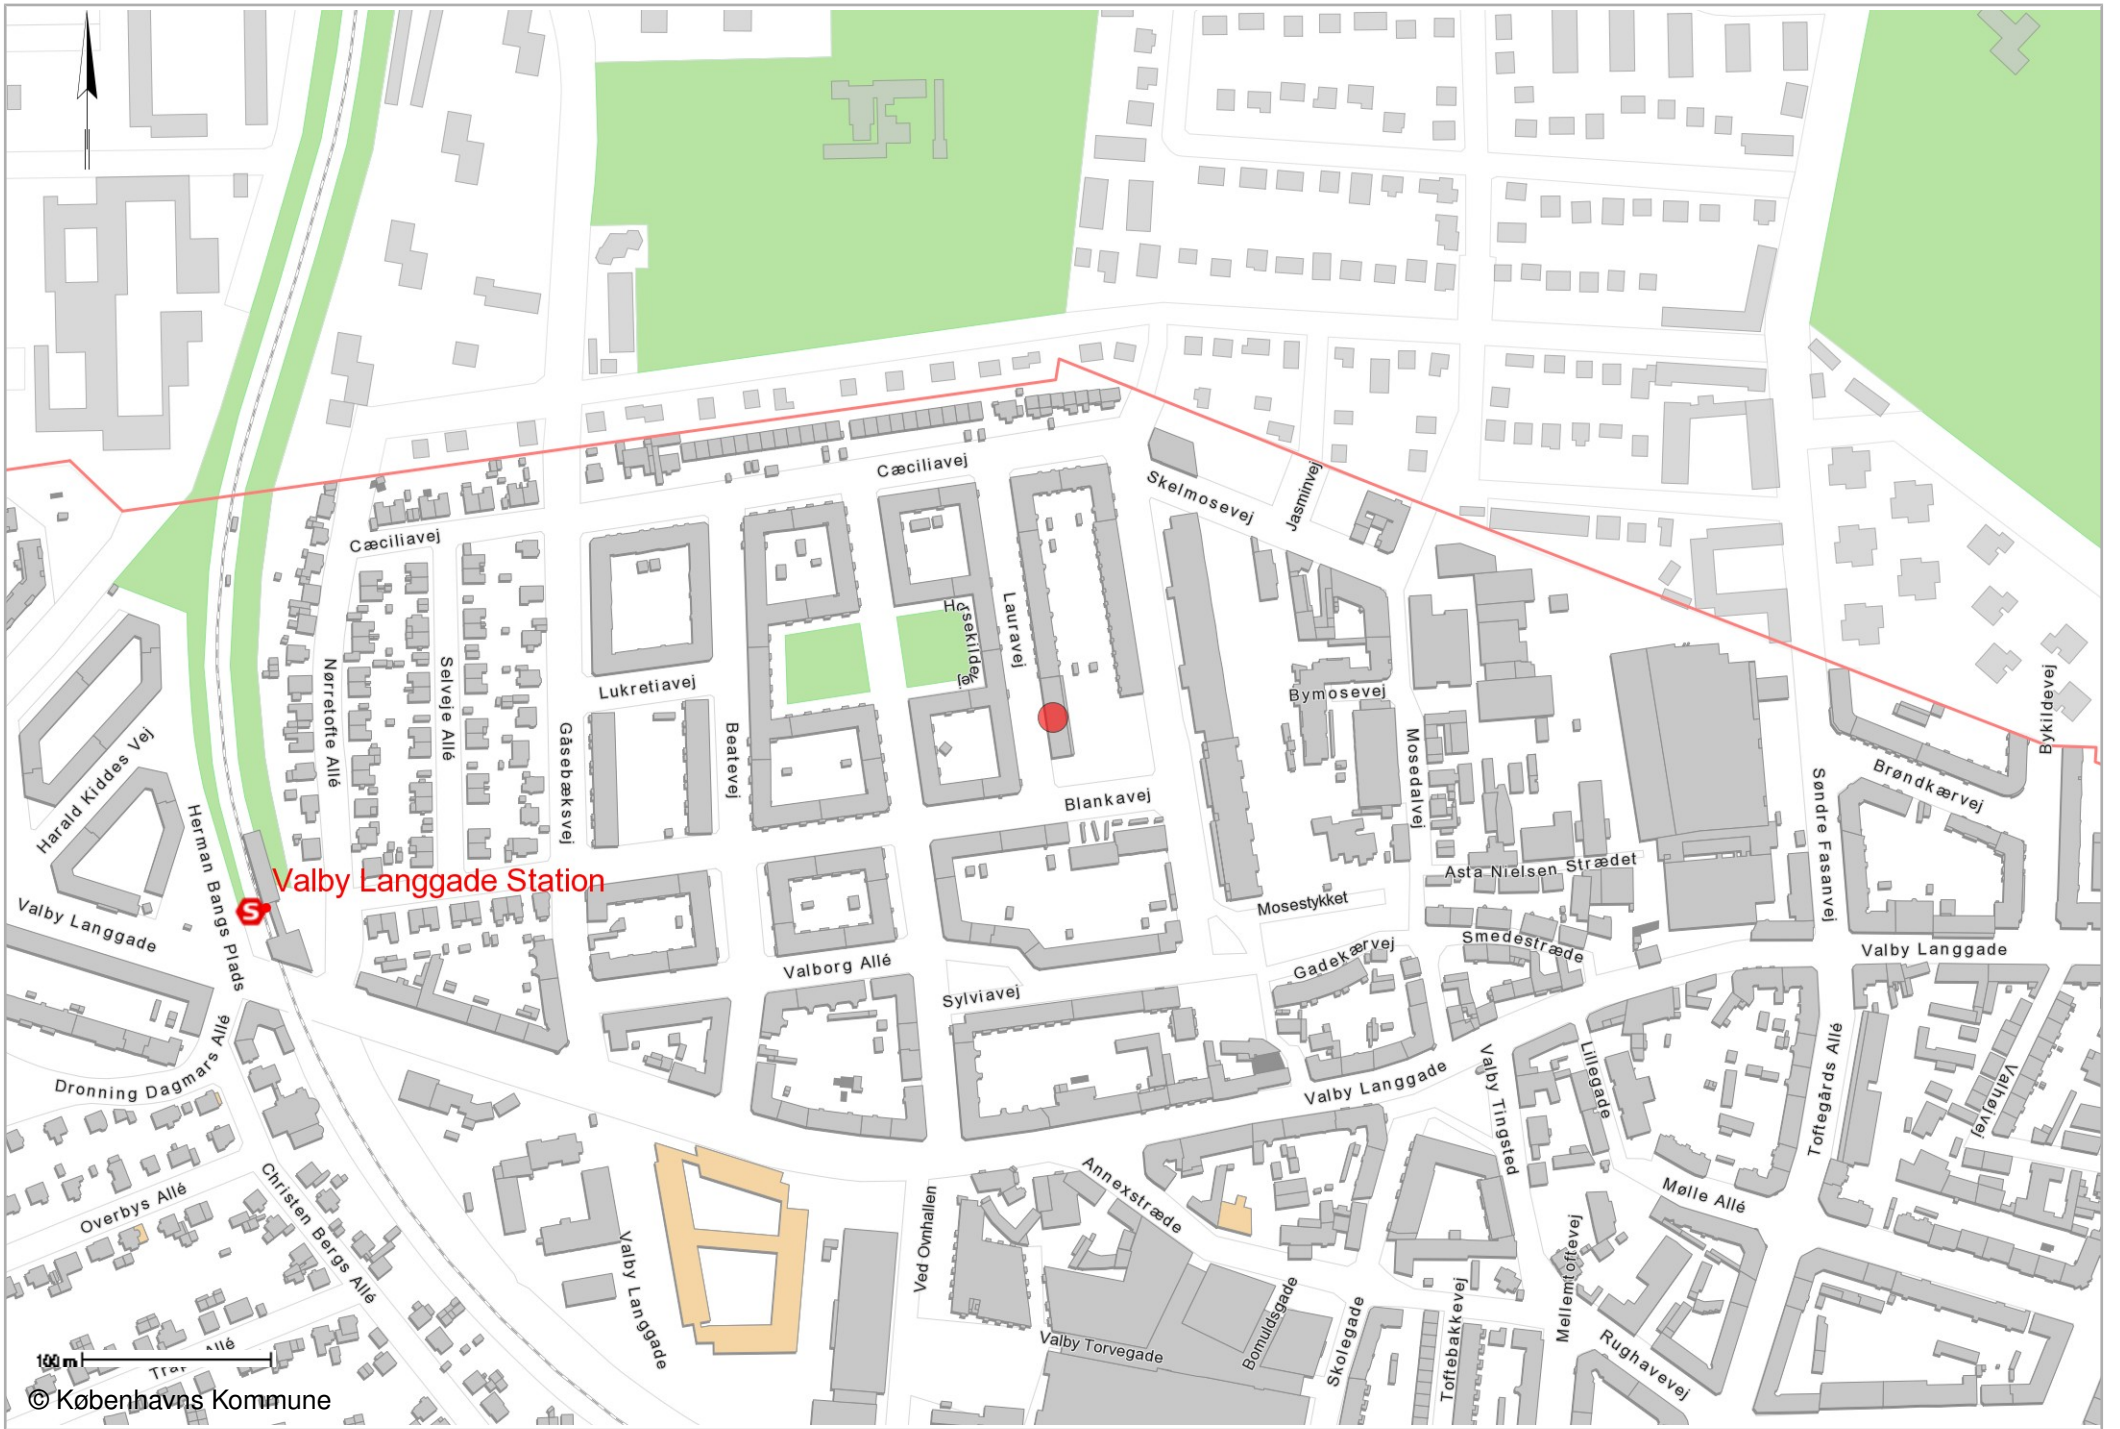 Cæciliavej
Skelmosevej
Jasminvej
Cæciliavej
Horsekildevej
Lauravej
Nørretofte Allé
Selveje Allé
Lukretiavej
Bymosevej
Bykildevej
Harald Kiddes Vej
Gåsebæksvej
Beatevej
Mosedalvej
Søndre Fasanvej
Brøndkærvej
Blankavej
Herman Bangs Plads
Valby Langgade Station
S
Asta Nielsen Strædet
Mosestykket
Valby Langgade
Smedestræde
Gadekærvej
Valby Langgade
Valborg Allé
Sylviavej
Dronning Dagmars Allé
Valby Langgade
Valby Tingsted
Lillegade
Toftegårds Allé
Valhøjvej
Overbys Allé
Christen Bergs Allé
Annexstræde
Mølle Allé
Ved Ovnhallen
Valby Langgade
Mellemtoftevej
Bomuldsgade
Skolegade
Toftebakkevej
Valby Torvegade
Rughavevej
Allé
100 m
© Københavns Kommune